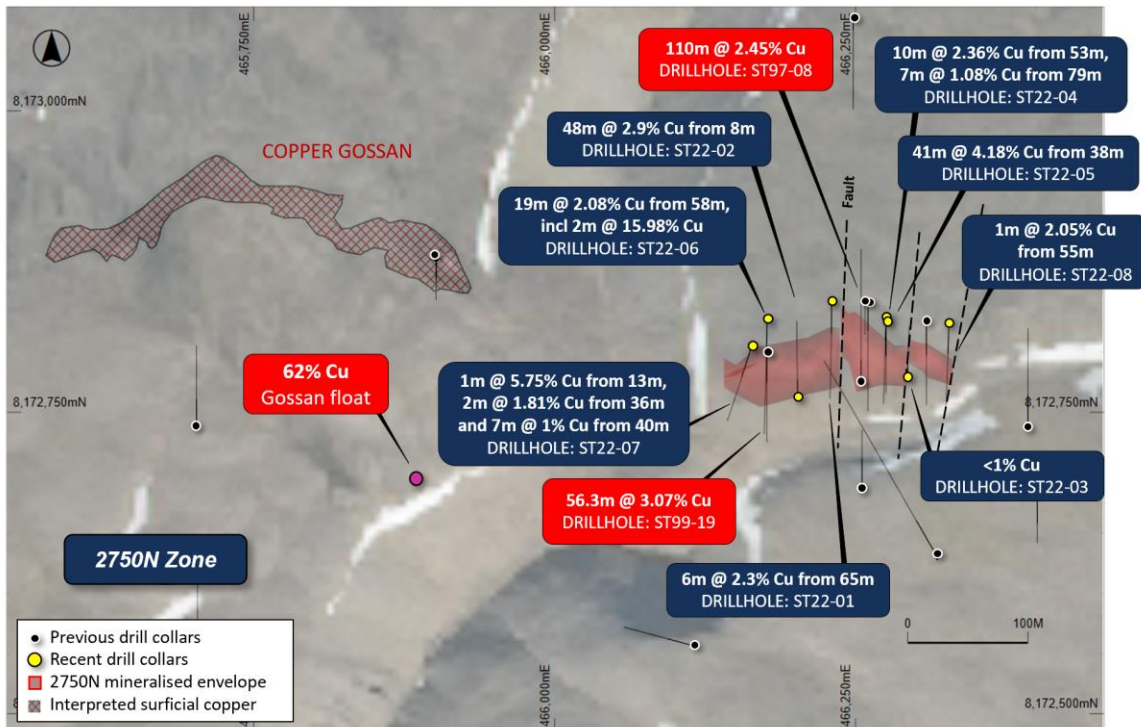 465,750mE
466,000mE
466,250mE
8,173,000mN
110m @ 2.45% Cu
DRILLHOLE: ST97-08
10m @ 2.36% Cu from 53m,
7m @ 1.08% Cu from 79m
DRILLHOLE: ST22-04
48m @ 2.9% Cu from 8m
DRILLHOLE: ST22-02
COPPER GOSSAN
41m @ 4.18% Cu from 38m
DRILLHOLE: ST22-05
19m @ 2.08% Cu from 58m,
incl 2m @ 15.98% Cu
DRILLHOLE: ST22-06
Fault
1m @ 2.05% Cu
from 55m
DRILLHOLE: ST22-08
62% Cu
Gossan float
1m @ 5.75% Cu from 13m,
2m @ 1.81% Cu from 36m
and 7m @ 1% Cu from 40m
DRILLHOLE: ST22-07
8,172,750mN
8,172,750mN
<1% Cu
DRILLHOLE: ST22-03
56.3m @ 3.07% Cu
DRILLHOLE: ST99-19
2750N Zone
6m @ 2.3% Cu from 65m
DRILLHOLE: ST22-01
0
100M
Previous drill collars
Recent drill collars
2750N mineralised envelope
Interpreted surficial copper
466,000mE
466,250mE
8,172,500mN